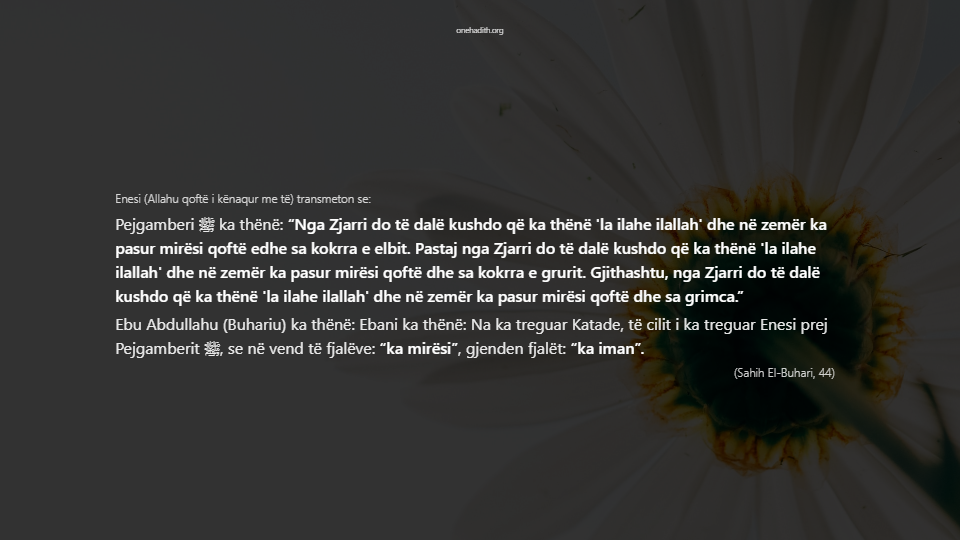 onehadith.org
Enesi (Allahu qoftë i kënaqur me të) transmeton se:
Pejgamberi ﷺ ka thënë: “Nga Zjarri do të dalë kushdo që ka thënë 'la ilahe ilallah' dhe në zemër ka
pasur mirësi qoftë edhe sa kokrra e elbit. Pastaj nga Zjarri do të dalë kushdo që ka thënë 'la ilahe
ilallah' dhe në zemër ka pasur mirësi qoftë dhe sa kokrra e grurit. Gjithashtu, nga Zjarri do të dalë
kushdo që ka thënë 'la ilahe ilallah' dhe në zemër ka pasur mirësi qoftë dhe sa grimca.”
Ebu Abdullahu (Buhariu) ka thënë: Ebani ka thënë: Na ka treguar Katade, të cilit i ka treguar Enesi prej
Pejgamberit ﷺ, se në vend të fjalëve: “ka mirësi”, gjenden fjalët: “ka iman”.
(Sahih El-Buhari, 44)